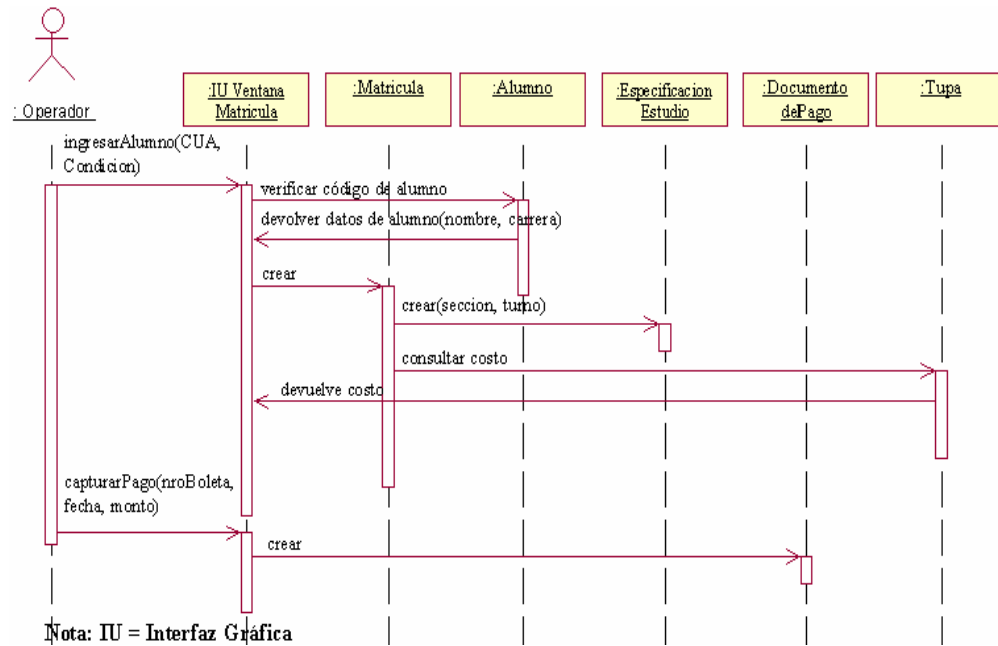 : Operador
:IU Ventana
Matricula
:Matricula
:Alumno
:Especificacion
Estudio
:Documento
dePago
:Tupa
ingresarAlumno(CUA,
Condicion)
verificar código de alumno
devolver datos de alumno(nombre, carrera)
crear
crear(seccion, turno)
consultar costo
devuelve costo
capturarPago(nroBoleta,
fecha, monto)
crear
Nota: IU = Interfaz Gráfica